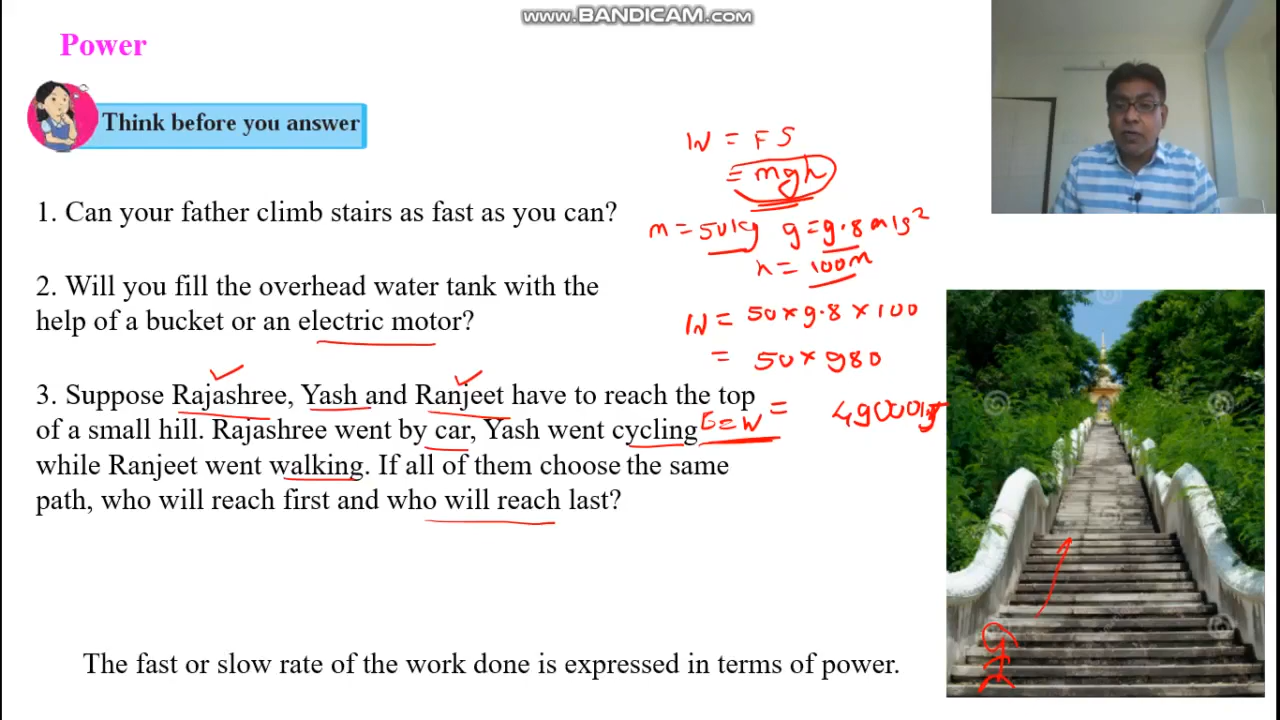 www.BANDICAM.com
Power
Think before you answer
1. Can your father climb stairs as fast as you can?
2. Will you fill the overhead water tank with the
help of a bucket or an electric motor?
3. Suppose Rajashree, Yash and Ranjeet have to reach the top
of a small hill. Rajashree went by car, Yash went cycling
while Ranjeet went walking. If all of them choose the same
path, who will reach first and who will reach last?
W = F S
= mgh
m = 50kg g = 9.8 m/s²
h = 100m
W = 50 × 9.8 × 100
= 50 × 980
E = W = 49000
The fast or slow rate of the work done is expressed in terms of power.